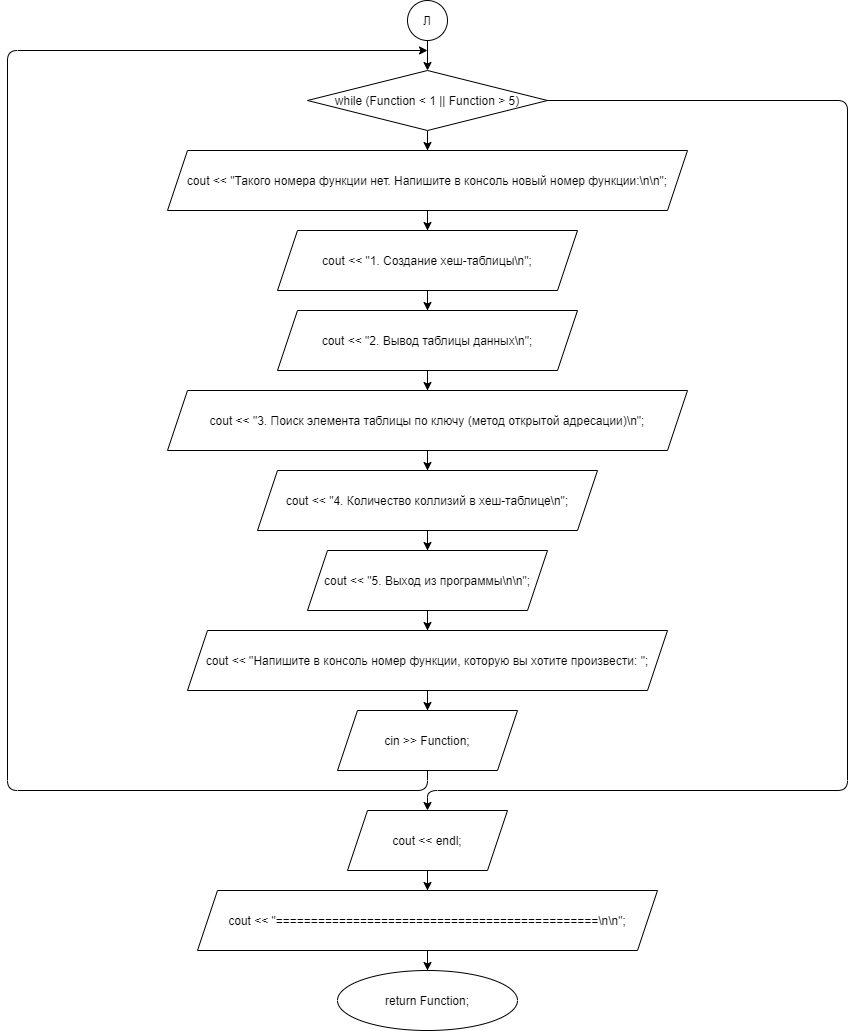 Л
while (Function < 1 || Function > 5)
cout << "Такого номера функции нет. Напишите в консоль новый номер функции:\n\n";
cout << "1. Создание хеш-таблицы\n";
cout << "2. Вывод таблицы данных\n";
cout << "3. Поиск элемента таблицы по ключу (метод открытой адресации)\n";
cout << "4. Количество коллизий в хеш-таблице\n";
cout << "5. Выход из программы\n\n";
cout << "Напишите в консоль номер функции, которую вы хотите произвести: ";
cin >> Function;
cout << endl;
cout << "==============================================\n\n";
return Function;